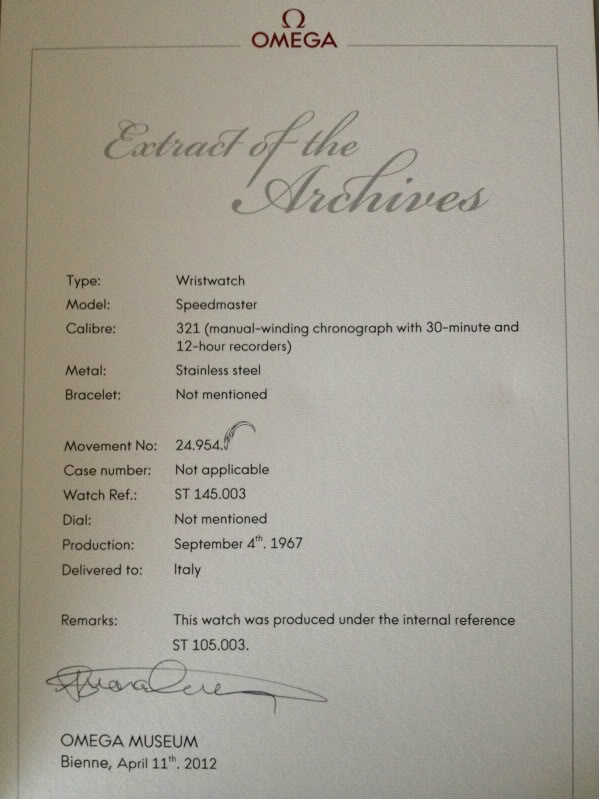 Ω
OMEGA
Extract of the
Archives
Type: Wristwatch
Model: Speedmaster
Calibre: 321 (manual-winding chronograph with 30-minute and
12-hour recorders)
Metal: Stainless steel
Bracelet: Not mentioned
Movement No: 24.954.
Case number: Not applicable
Watch Ref.: ST 145.003
Dial: Not mentioned
Production: September 4th. 1967
Delivered to: Italy
Remarks: This watch was produced under the internal reference
ST 105.003.
OMEGA MUSEUM
Bienne, April 11th. 2012